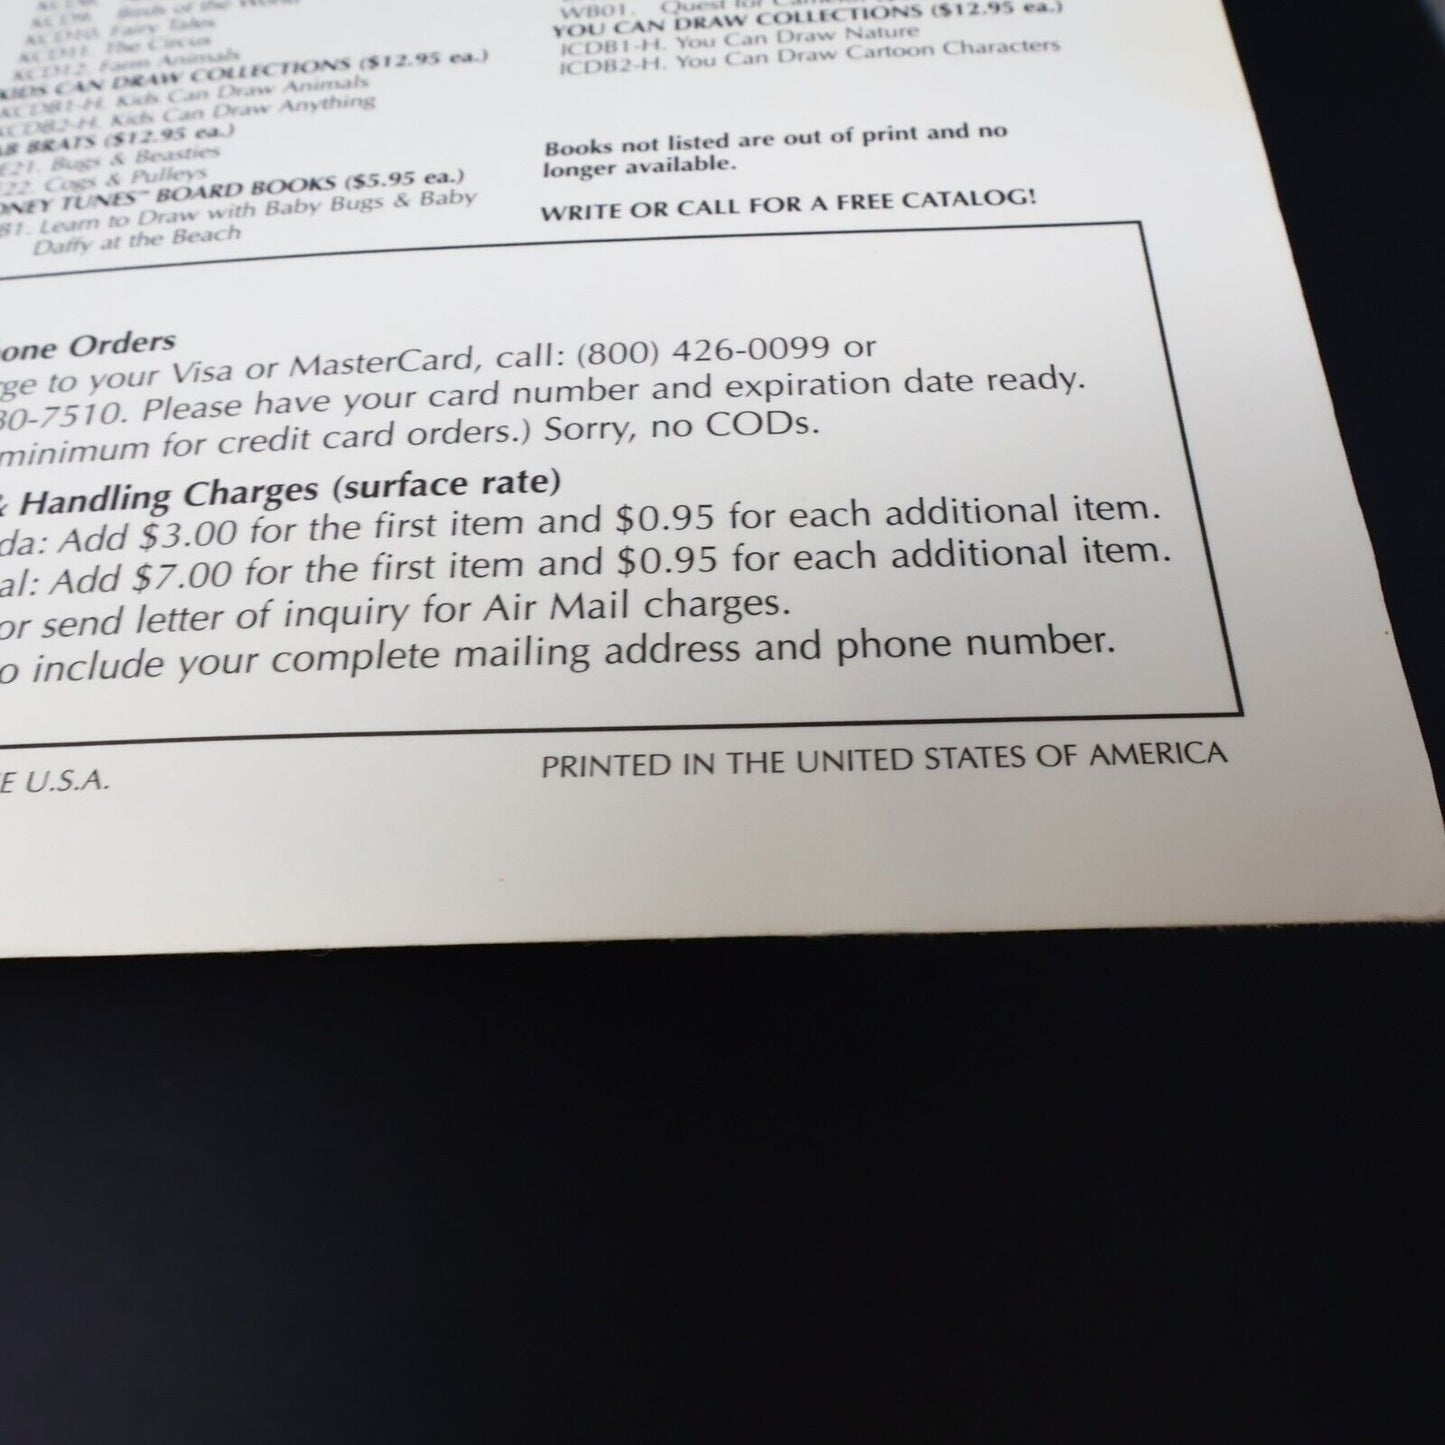 Birds of the World
KCD10. Fairy Tales
KCD11. The Circus
KCD12. Farm Animals
KIDS CAN DRAW COLLECTIONS ($12.95 ea.)
KCDB1-H. Kids Can Draw Animals
KCDB2-H. Kids Can Draw Anything
AB BRATS ($12.95 ea.)
E21. Bugs & Beasties
22. Cogs & Pulleys
ONEY TUNES™ BOARD BOOKS ($5.95 ea.)
B1. Learn to Draw with Baby Bugs & Baby
Daffy at the Beach
WB01. Quest for
YOU CAN DRAW COLLECTIONS ($12.95 ea.)
ICDB1-H. You Can Draw Nature
ICDB2-H. You Can Draw Cartoon Characters
Books not listed are out of print and no
longer available.
WRITE OR CALL FOR A FREE CATALOG!
one Orders
rge to your Visa or MasterCard, call: (800) 426-0099 or
80-7510. Please have your card number and expiration date ready.
minimum for credit card orders.) Sorry, no CODs.
& Handling Charges (surface rate)
da: Add $3.00 for the first item and $0.95 for each additional item.
al: Add $7.00 for the first item and $0.95 for each additional item.
or send letter of inquiry for Air Mail charges.
o include your complete mailing address and phone number.
E U.S.A.
PRINTED IN THE UNITED STATES OF AMERICA